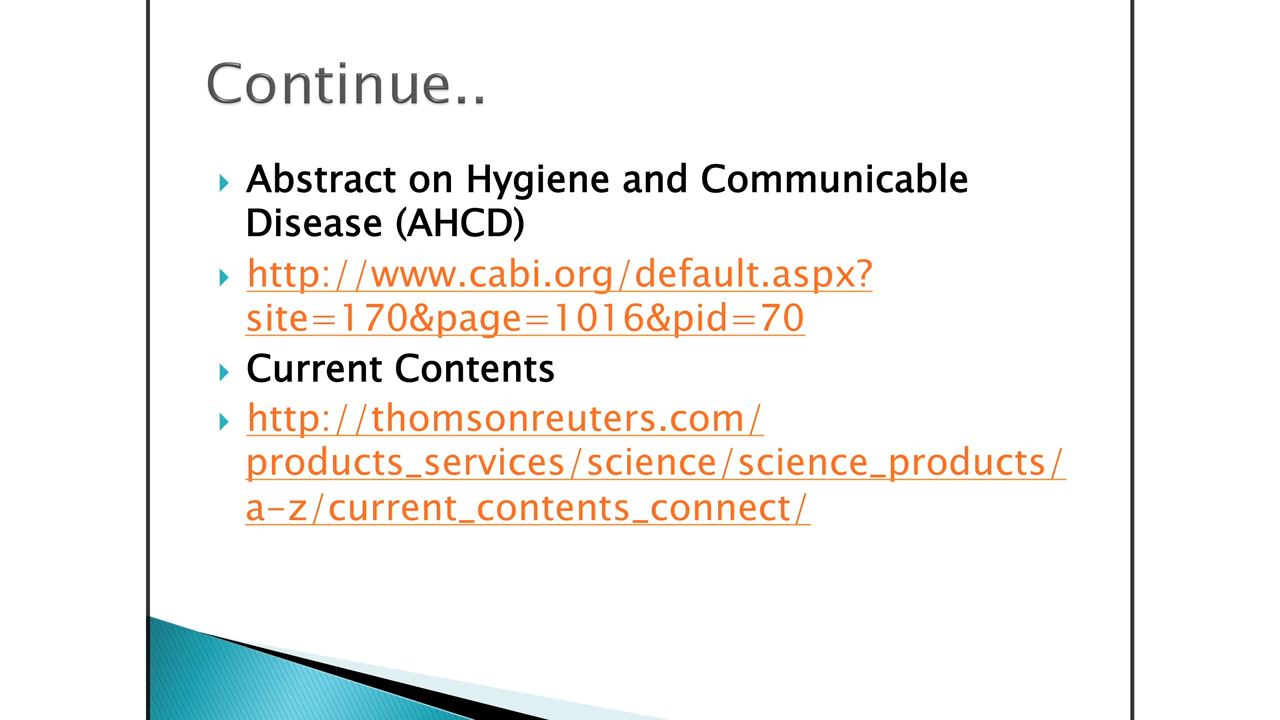 Continue..
Abstract on Hygiene and Communicable
Disease (AHCD)
http://www.cabi.org/default.aspx?
site=170&page=1016&pid=70
Current Contents
http://thomsonreuters.com/
products_services/science/science_products/
a-z/current_contents_connect/